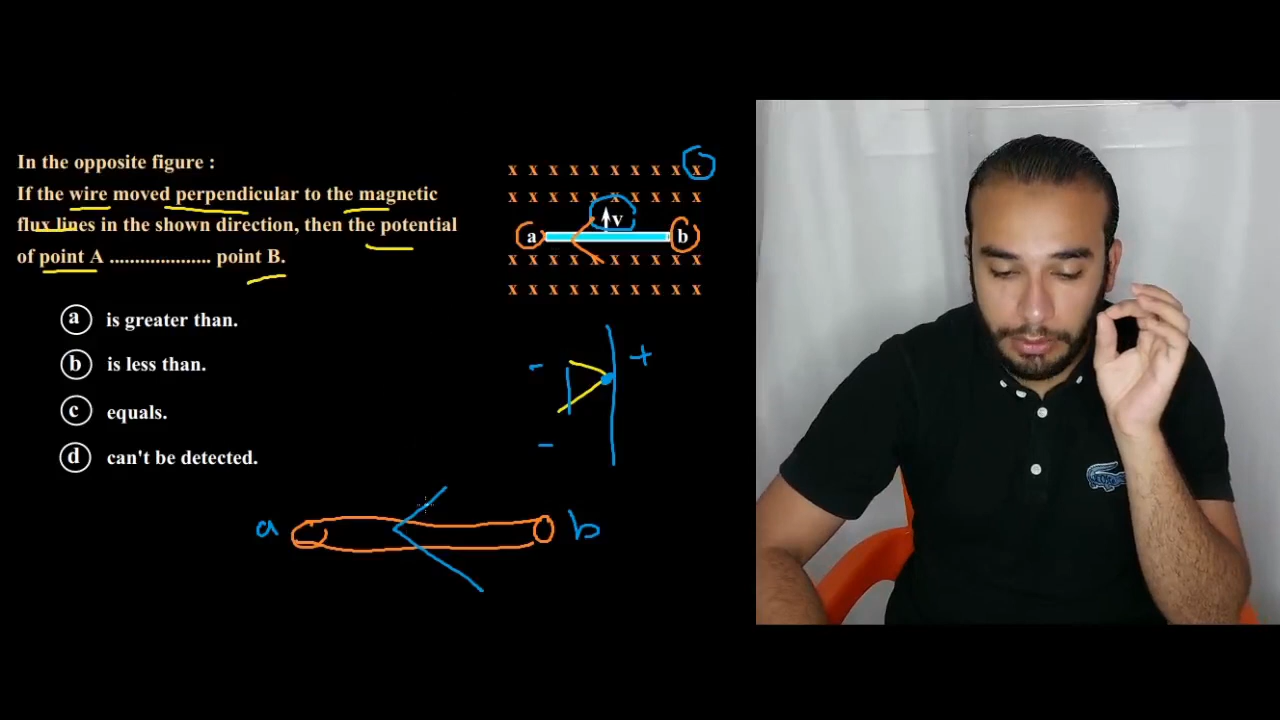 In the opposite figure :
If the wire moved perpendicular to the magnetic
flux lines in the shown direction, then the potential
of point A .................... point B.
a is greater than.
b is less than.
c equals.
d can't be detected.
x x x x x x x x x x
x x x x x x x x x x
v
a b
x x x x x x x x x x
x x x x x x x x x x
- +
-
a b